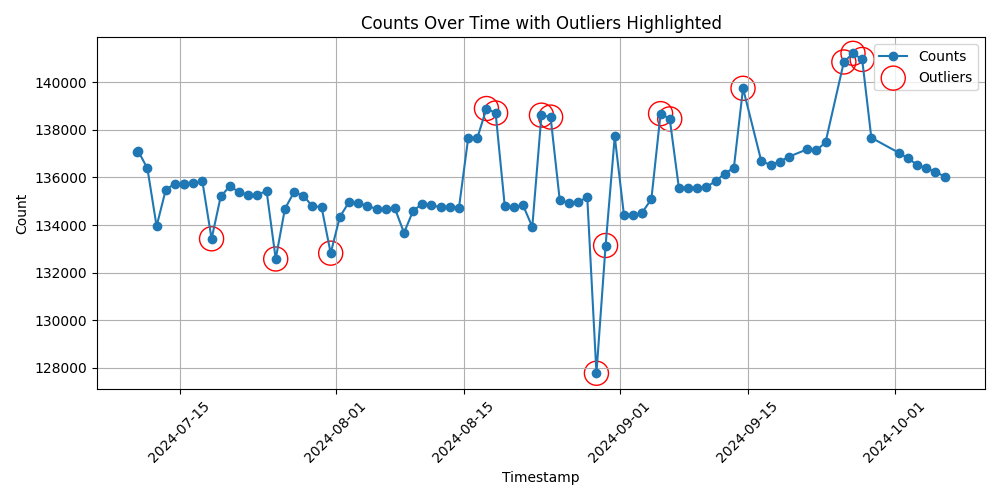 Counts Over Time with Outliers Highlighted
Counts
Outliers
Count
140000
138000
136000
134000
132000
130000
128000
2024-07-15
2024-08-01
2024-08-15
2024-09-01
2024-09-15
2024-10-01
Timestamp